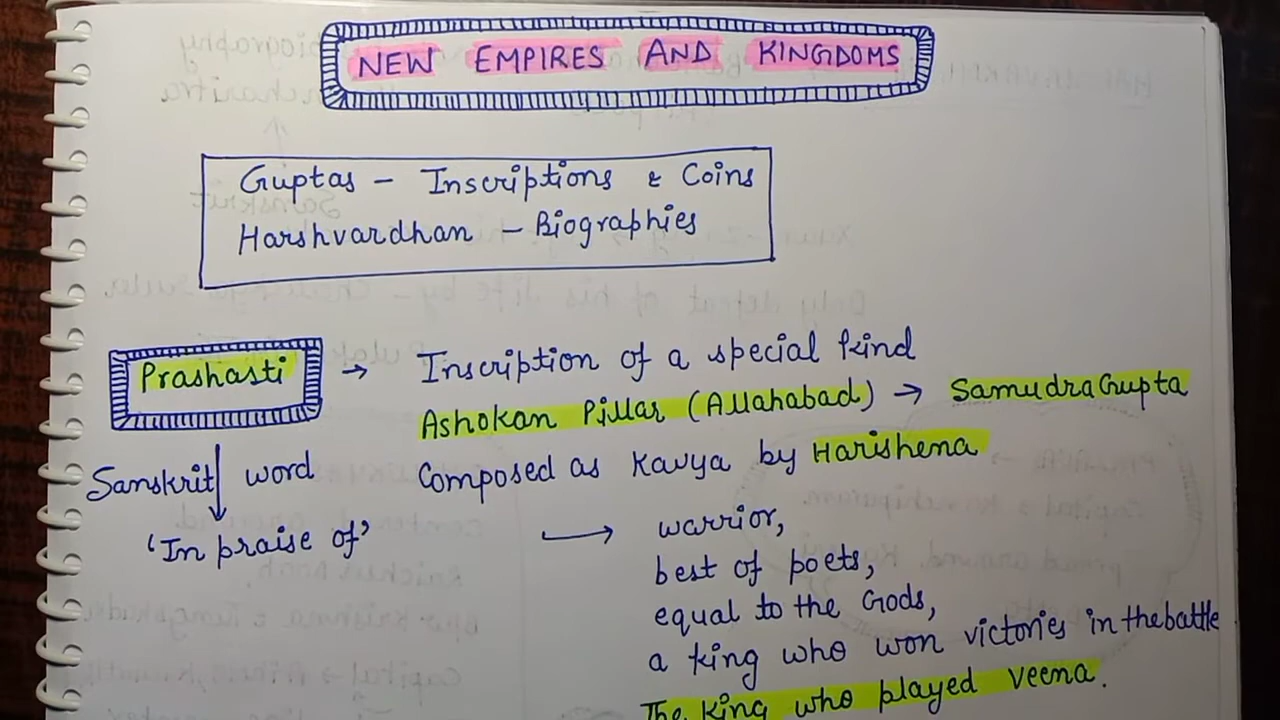 NEW EMPIRES AND KINGDOMS
Guptas - Inscriptions & Coins
Harshvardhan - Biographies
Prashasti → Inscription of a special kind
Ashokan Pillar (Allahabad) → SamudraGupta
Composed as Kavya by Harishena
Sanskrit word
'In praise of'
→ warrior,
best of poets,
equal to the Gods,
a king who won victories in the battle
The king who played veena.